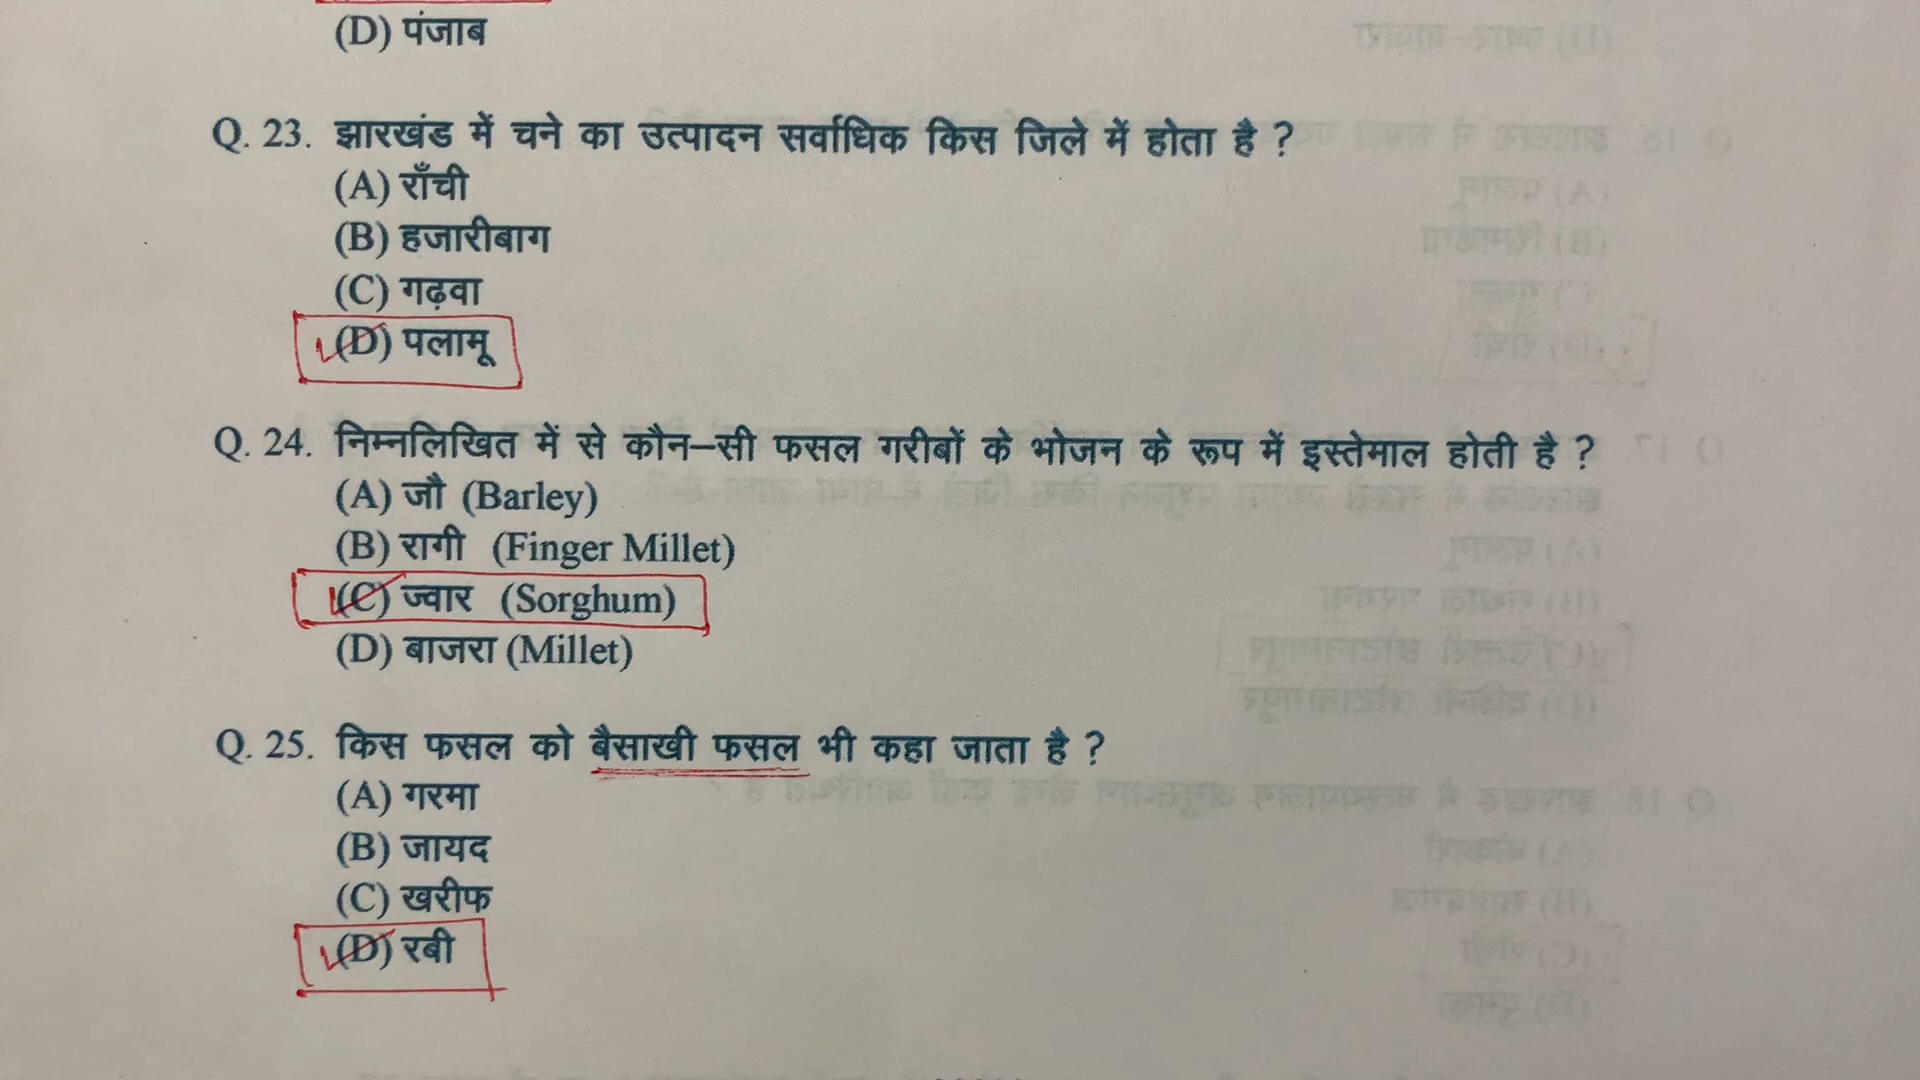 (D) पंजाब
Q. 23. झारखंड में चने का उत्पादन सर्वाधिक किस जिले में होता है ?
(A) राँची
(B) हजारीबाग
(C) गढ़वा
(D) पलामू
Q. 24. निम्नलिखित में से कौन–सी फसल गरीबों के भोजन के रूप में इस्तेमाल होती है ?
(A) जौ (Barley)
(B) रागी (Finger Millet)
(C) ज्वार (Sorghum)
(D) बाजरा (Millet)
Q. 25. किस फसल को बैसाखी फसल भी कहा जाता है ?
(A) गरमा
(B) जायद
(C) खरीफ
(D) रबी